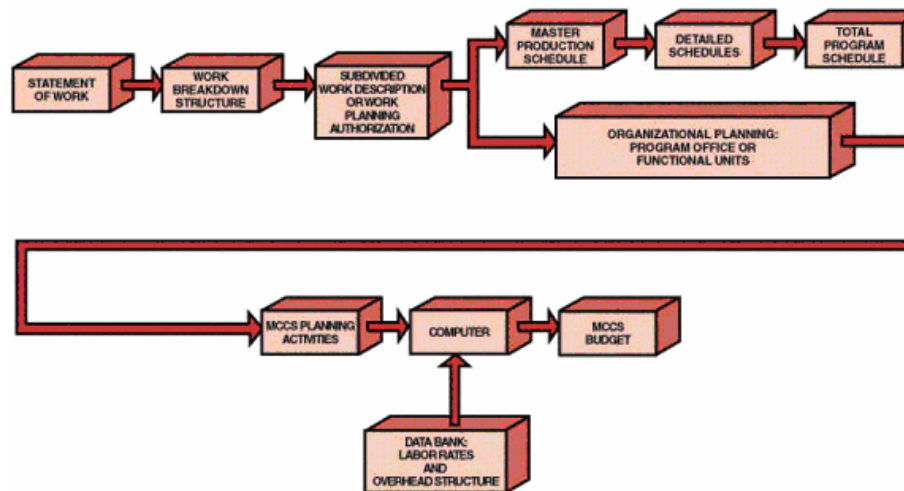 STATEMENT
OF WORK
WORK
BREAKDOWN
STRUCTURE
SUBDIVIDED
WORK DESCRIPTION
OR WORK
PLANNING
AUTHORIZATION
MASTER
PRODUCTION
SCHEDULE
DETAILED
SCHEDULES
TOTAL
PROGRAM
SCHEDULE
ORGANIZATIONAL PLANNING:
PROGRAM OFFICE OR
FUNCTIONAL UNITS
MCCS PLANNING
ACTIVITIES
COMPUTER
MCCS
BUDGET
DATA BANK:
LABOR RATES
AND
OVERHEAD STRUCTURE